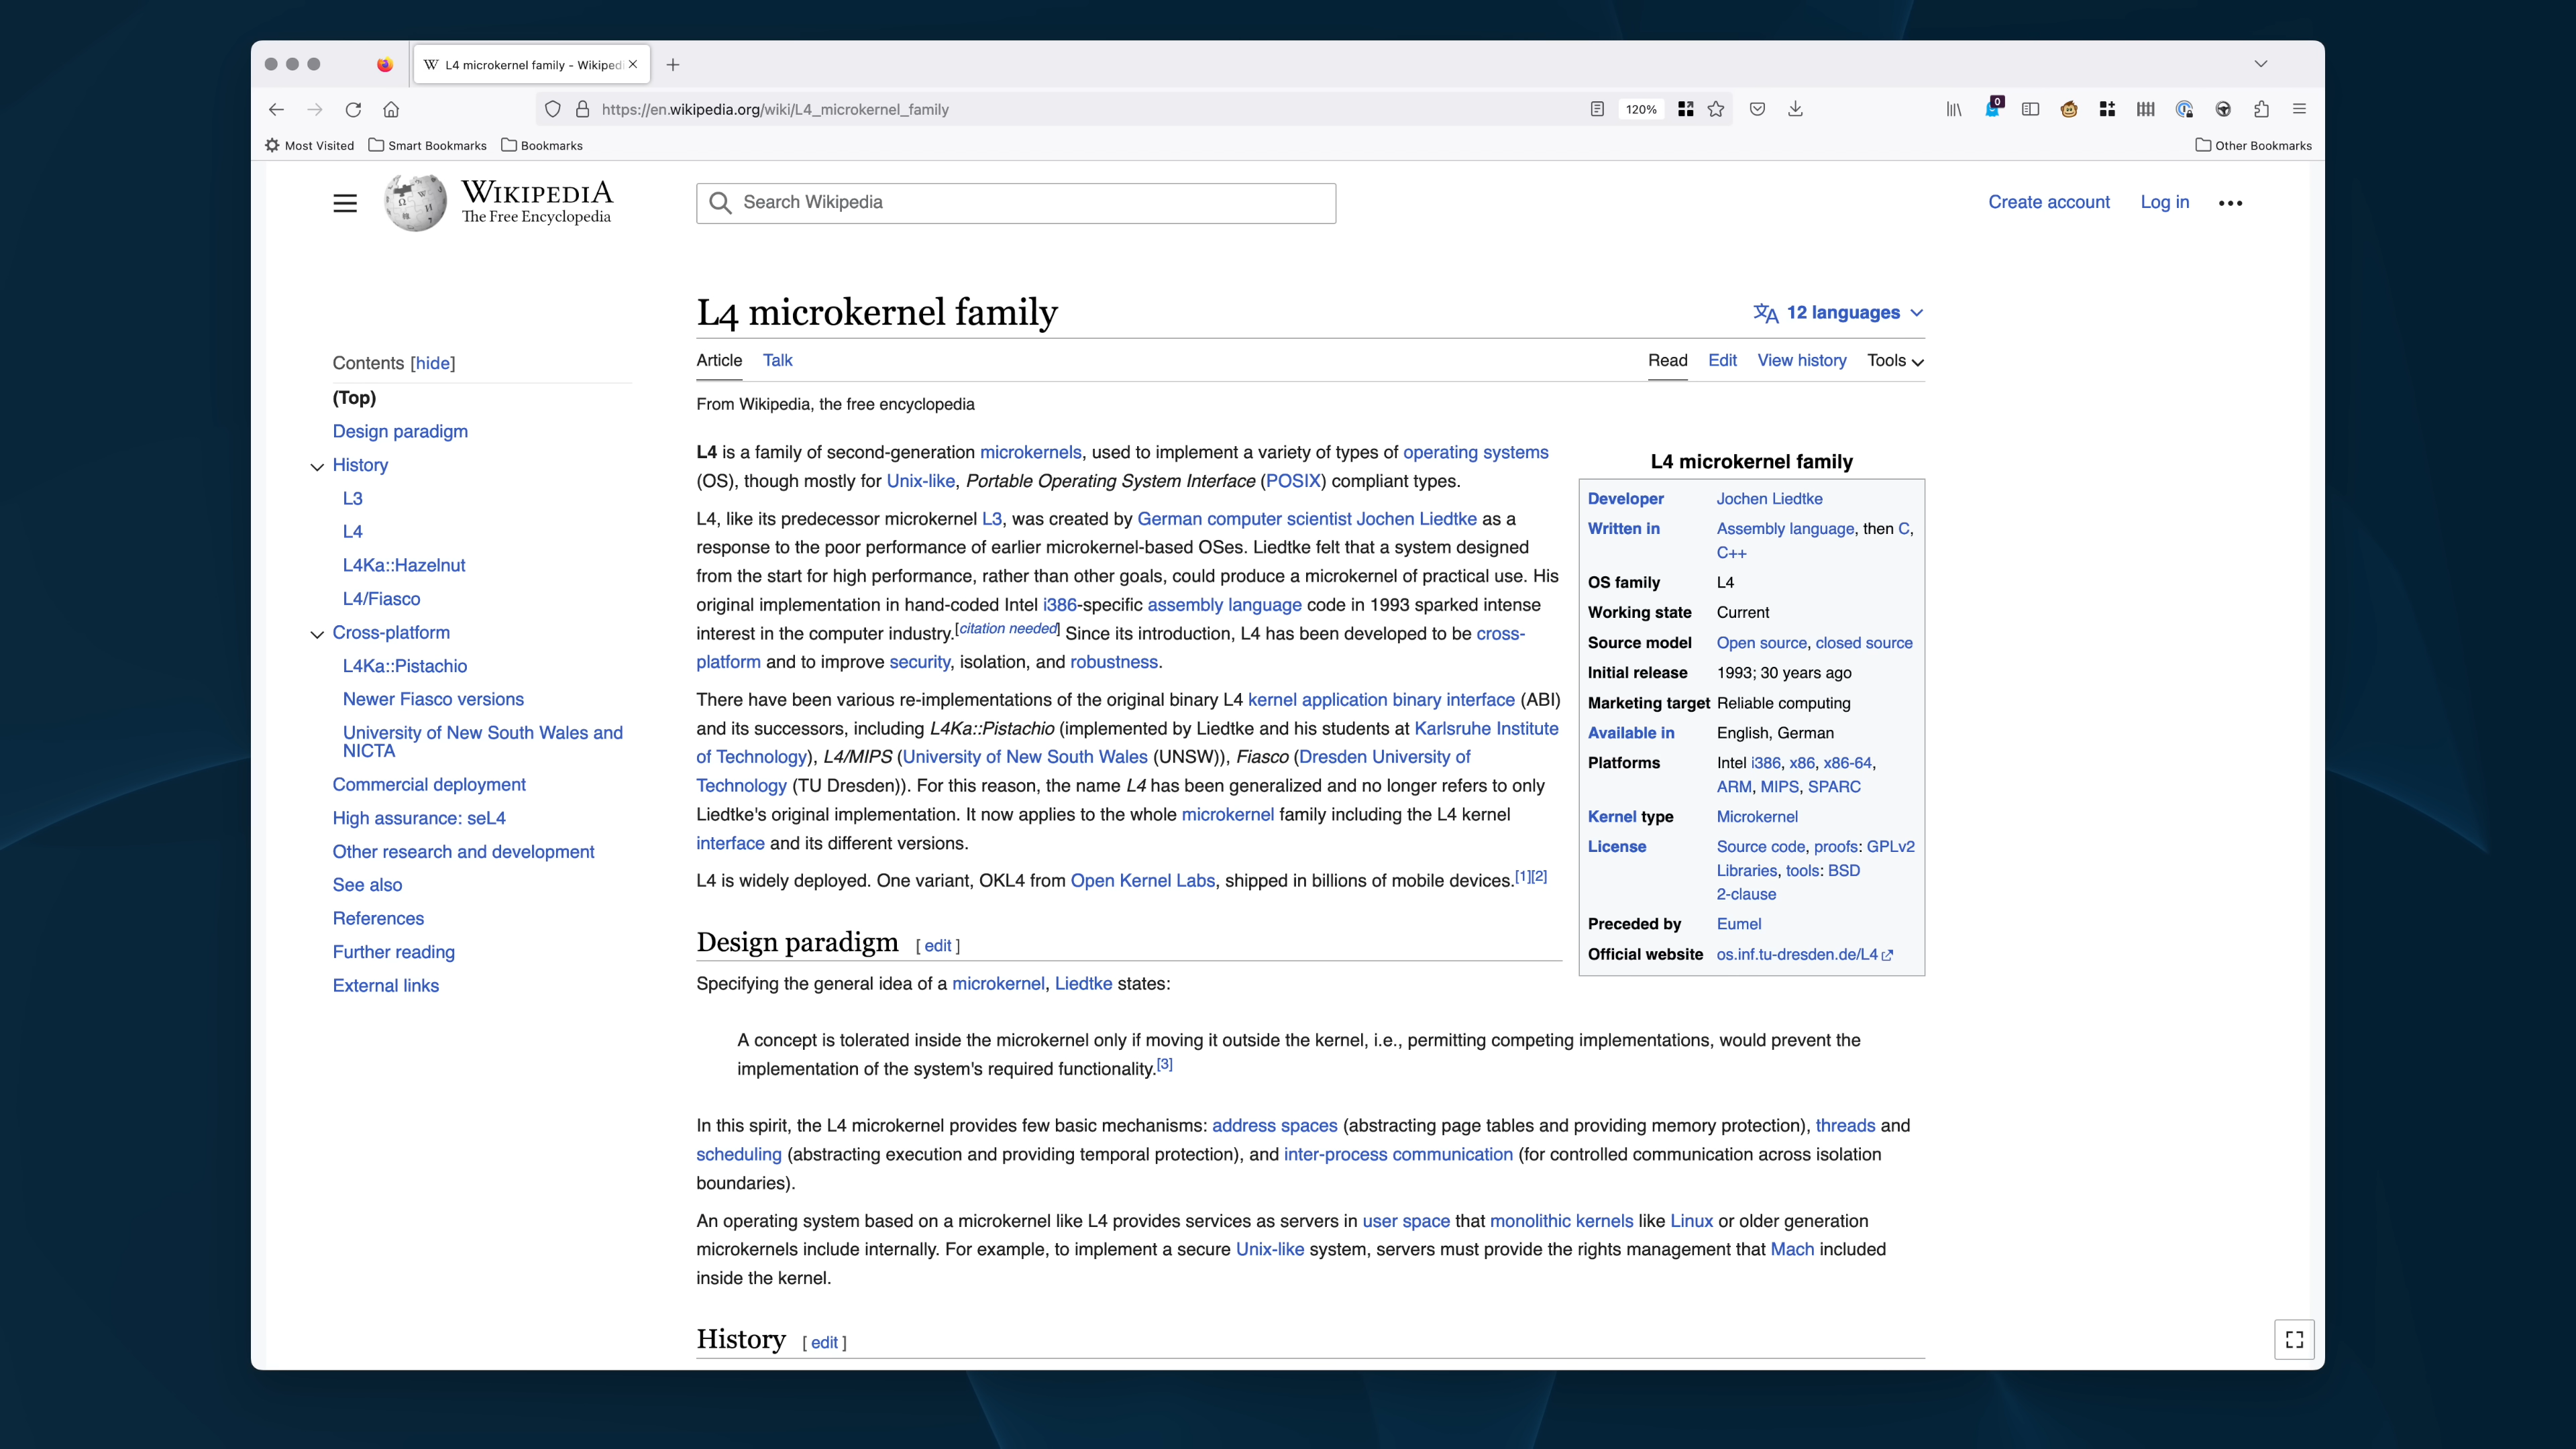 L4 microkernel family - Wikiped
https://en.wikipedia.org/wiki/L4_microkernel_family
120%
0
Most Visited
Smart Bookmarks
Bookmarks
Other Bookmarks
WIKIPEDIA
The Free Encyclopedia
Search Wikipedia
Create account
Log in
L4 microkernel family
12 languages
Article
Talk
Read
Edit
View history
Tools
From Wikipedia, the free encyclopedia
Contents [hide]
(Top)
Design paradigm
History
L3
L4
L4Ka::Hazelnut
L4/Fiasco
Cross-platform
L4Ka::Pistachio
Newer Fiasco versions
University of New South Wales and
NICTA
Commercial deployment
High assurance: seL4
Other research and development
See also
References
Further reading
External links
L4 is a family of second-generation microkernels, used to implement a variety of types of operating systems
(OS), though mostly for Unix-like, Portable Operating System Interface (POSIX) compliant types.
L4, like its predecessor microkernel L3, was created by German computer scientist Jochen Liedtke as a
response to the poor performance of earlier microkernel-based OSes. Liedtke felt that a system designed
from the start for high performance, rather than other goals, could produce a microkernel of practical use. His
original implementation in hand-coded Intel i386-specific assembly language code in 1993 sparked intense
interest in the computer industry.[citation needed] Since its introduction, L4 has been developed to be cross-
platform and to improve security, isolation, and robustness.
There have been various re-implementations of the original binary L4 kernel application binary interface (ABI)
and its successors, including L4Ka::Pistachio (implemented by Liedtke and his students at Karlsruhe Institute
of Technology), L4/MIPS (University of New South Wales (UNSW)), Fiasco (Dresden University of
Technology (TU Dresden)). For this reason, the name L4 has been generalized and no longer refers to only
Liedtke's original implementation. It now applies to the whole microkernel family including the L4 kernel
interface and its different versions.
L4 is widely deployed. One variant, OKL4 from Open Kernel Labs, shipped in billions of mobile devices.[1][2]
L4 microkernel family
Developer Jochen Liedtke
Written in Assembly language, then C,
C++
OS family L4
Working state Current
Source model Open source, closed source
Initial release 1993; 30 years ago
Marketing target Reliable computing
Available in English, German
Platforms Intel i386, x86, x86-64,
ARM, MIPS, SPARC
Kernel type Microkernel
License Source code, proofs: GPLv2
Libraries, tools: BSD
2-clause
Preceded by Eumel
Official website os.inf.tu-dresden.de/L4
Design paradigm [ edit ]
Specifying the general idea of a microkernel, Liedtke states:
A concept is tolerated inside the microkernel only if moving it outside the kernel, i.e., permitting competing implementations, would prevent the
implementation of the system's required functionality.[3]
In this spirit, the L4 microkernel provides few basic mechanisms: address spaces (abstracting page tables and providing memory protection), threads and
scheduling (abstracting execution and providing temporal protection), and inter-process communication (for controlled communication across isolation
boundaries).
An operating system based on a microkernel like L4 provides services as servers in user space that monolithic kernels like Linux or older generation
microkernels include internally. For example, to implement a secure Unix-like system, servers must provide the rights management that Mach included
inside the kernel.
History [ edit ]